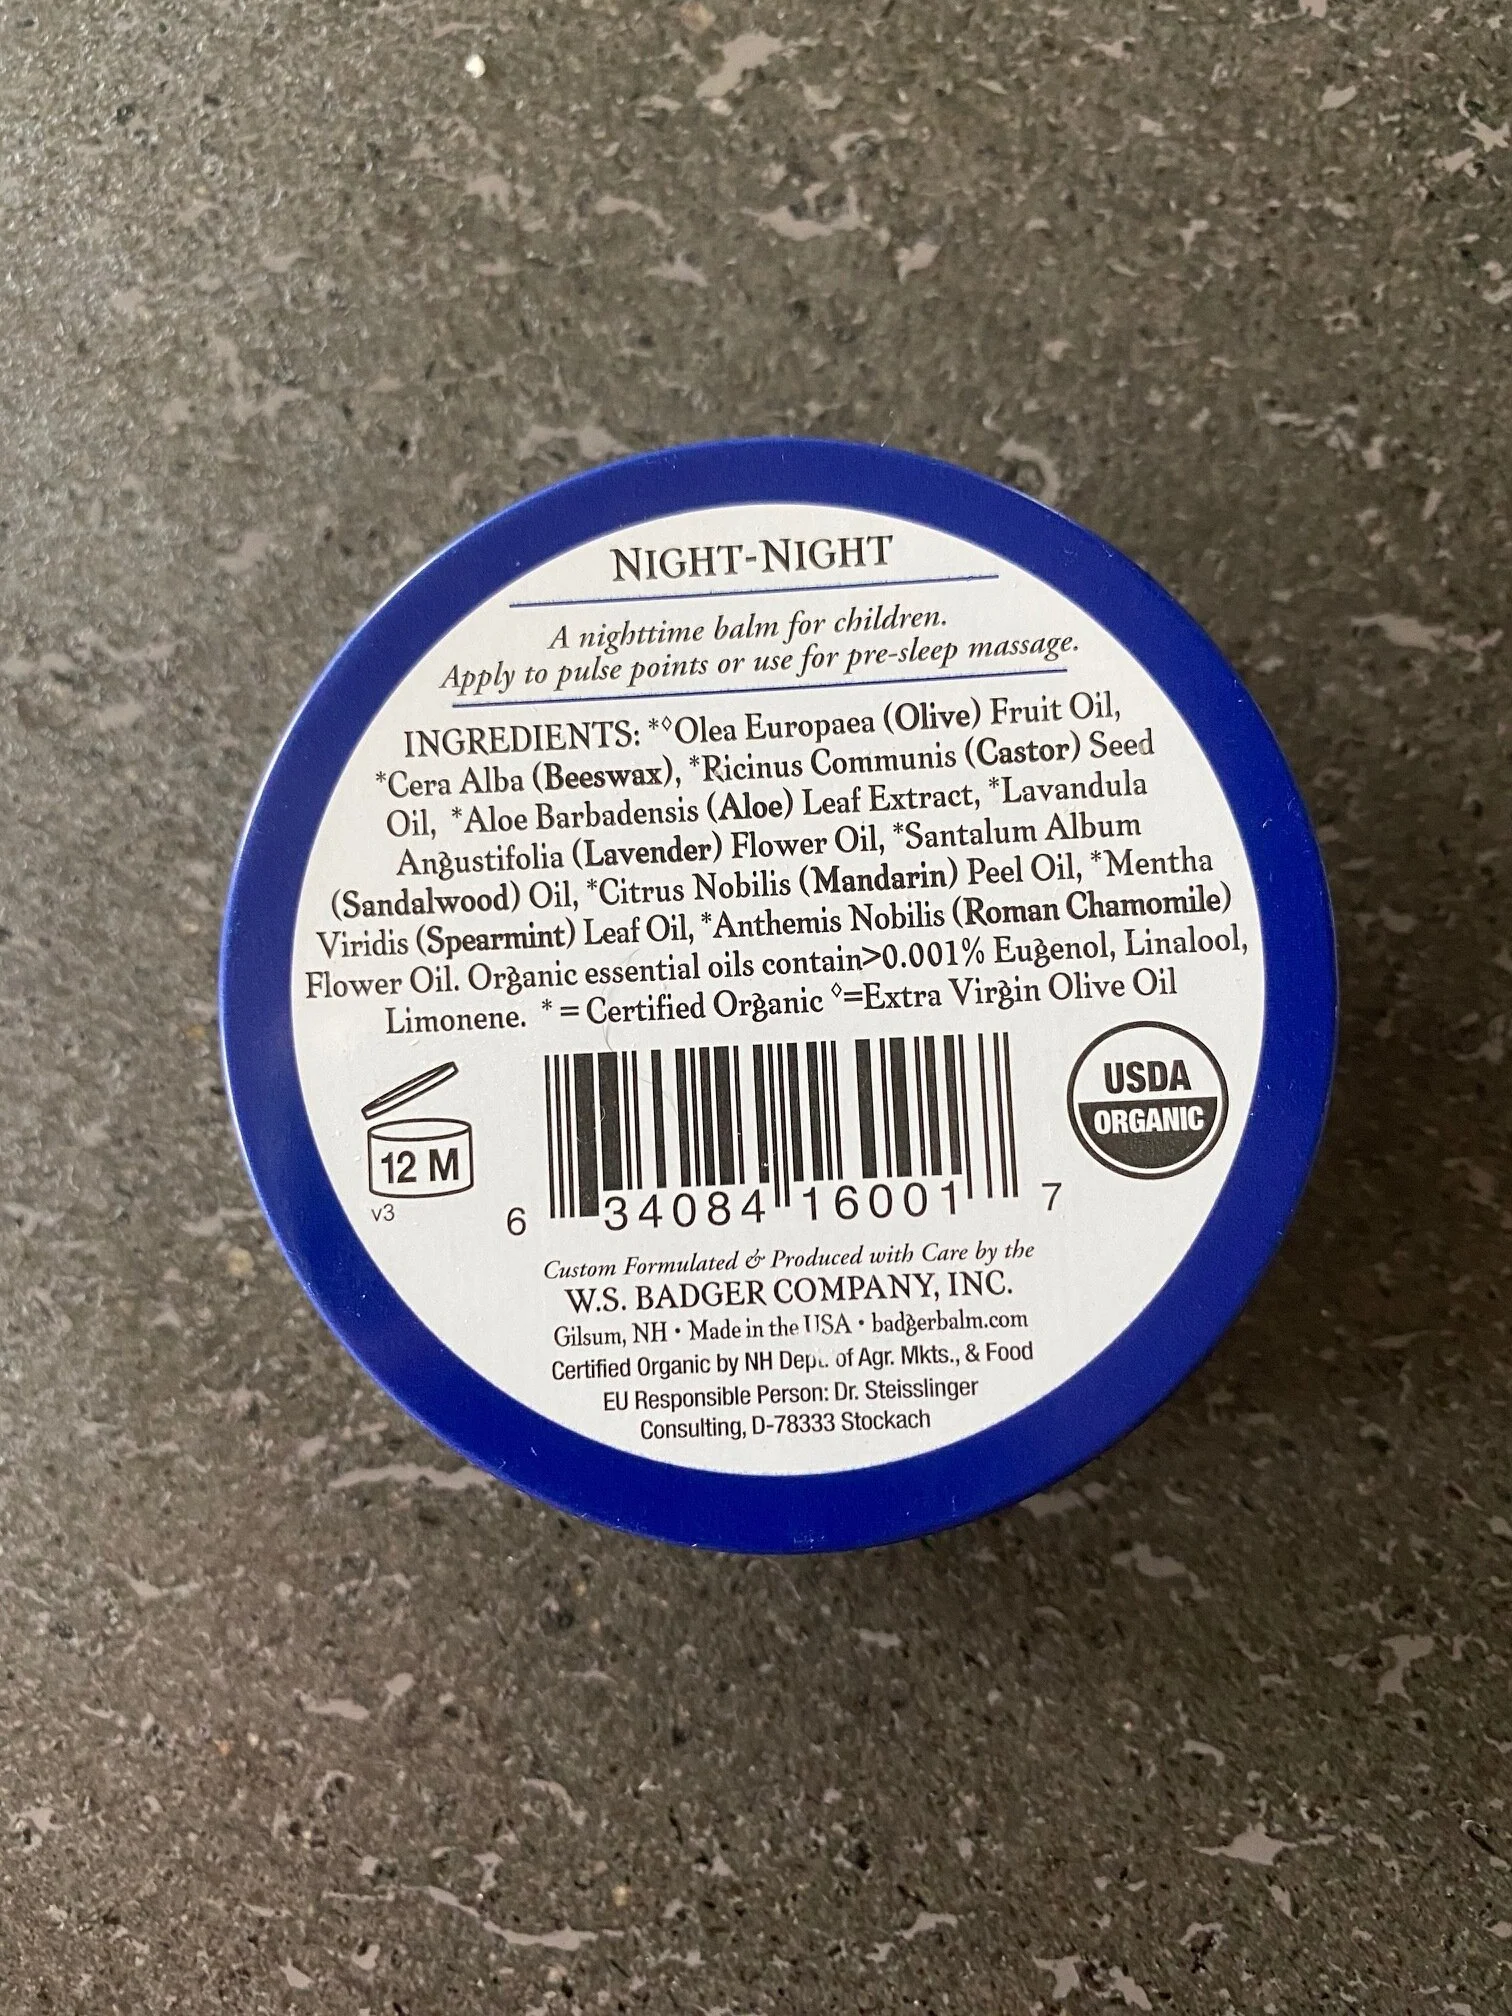 NIGHT-NIGHT
A nighttime balm for children.
Apply to pulse points or use for pre-sleep massage.
INGREDIENTS: *◊Olea Europaea (Olive) Fruit Oil,
*Cera Alba (Beeswax), *Ricinus Communis (Castor) Seed
Oil, *Aloe Barbadensis (Aloe) Leaf Extract, *Lavandula
Angustifolia (Lavender) Flower Oil, *Santalum Album
(Sandalwood) Oil, *Citrus Nobilis (Mandarin) Peel Oil, *Mentha
Viridis (Spearmint) Leaf Oil, *Anthemis Nobilis (Roman Chamomile)
Flower Oil. Organic essential oils contain>0.001% Eugenol, Linalool,
Limonene. * = Certified Organic ◊=Extra Virgin Olive Oil
12 M
v3
6 34084 16001 7
USDA
ORGANIC
Custom Formulated & Produced with Care by the
W.S. BADGER COMPANY, INC.
Gilsum, NH • Made in the USA • badgerbalm.com
Certified Organic by NH Dept. of Agr. Mkts., & Food
EU Responsible Person: Dr. Steisslinger
Consulting, D-78333 Stockach